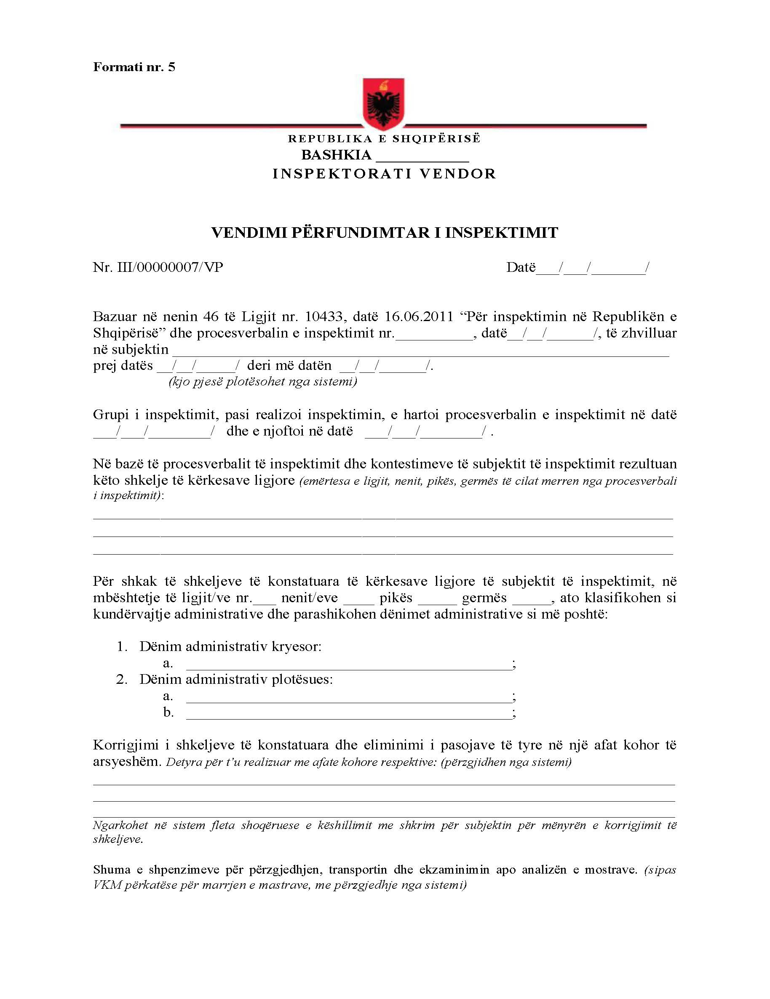 Formati nr. 5
REPUBLIKA E SHQIPËRISË
BASHKIA ____________
INSPEKTORATI VENDOR
VENDIMI PËRFUNDIMTAR I INSPEKTIMIT
Nr. III/00000007/VP Datë___/___/_______/
Bazuar në nenin 46 të Ligjit nr. 10433, datë 16.06.2011 “Për inspektimin në Republikën e
Shqipërisë” dhe procesverbalin e inspektimit nr.__________, datë__/__/______/, të zhvilluar
në subjektin ________________________________________________________________
prej datës __/__/_____/ deri më datën __/__/______/.
(kjo pjesë plotësohet nga sistemi)
Grupi i inspektimit, pasi realizoi inspektimin, e hartoi procesverbalin e inspektimit në datë
___/___/________/ dhe e njoftoi në datë ___/___/________/ .
Në bazë të procesverbalit të inspektimit dhe kontestimeve të subjektit të inspektimit rezultuan
këto shkelje të kërkesave ligjore (emërtesa e ligjit, nenit, pikës, germës të cilat merren nga procesverbali
i inspektimit):
___________________________________________________________________________
___________________________________________________________________________
___________________________________________________________________________
Për shkak të shkeljeve të konstatuara të kërkesave ligjore të subjektit të inspektimit, në
mbështetje të ligjit/ve nr.___ nenit/eve ____ pikës _____ germës _____, ato klasifikohen si
kundërvajtje administrative dhe parashikohen dënimet administrative si më poshtë:
1. Dënim administrativ kryesor:
a. __________________________________________;
2. Dënim administrativ plotësues:
a. __________________________________________;
b. __________________________________________;
Korrigjimi i shkeljeve të konstatuara dhe eliminimi i pasojave të tyre në një afat kohor të
arsyeshëm. Detyra për t’u realizuar me afate kohore respektive: (përzgjidhen nga sistemi)
___________________________________________________________________________
___________________________________________________________________________
___________________________________________________________________________
Ngarkohet në sistem fleta shoqëruese e këshillimit me shkrim për subjektin për mënyrën e korrigjimit të
shkeljeve.
Shuma e shpenzimeve për përzgjedhjen, transportin dhe ekzaminimin apo analizën e mostrave. (sipas
VKM përkatëse për marrjen e mastrave, me përzgjedhje nga sistemi)